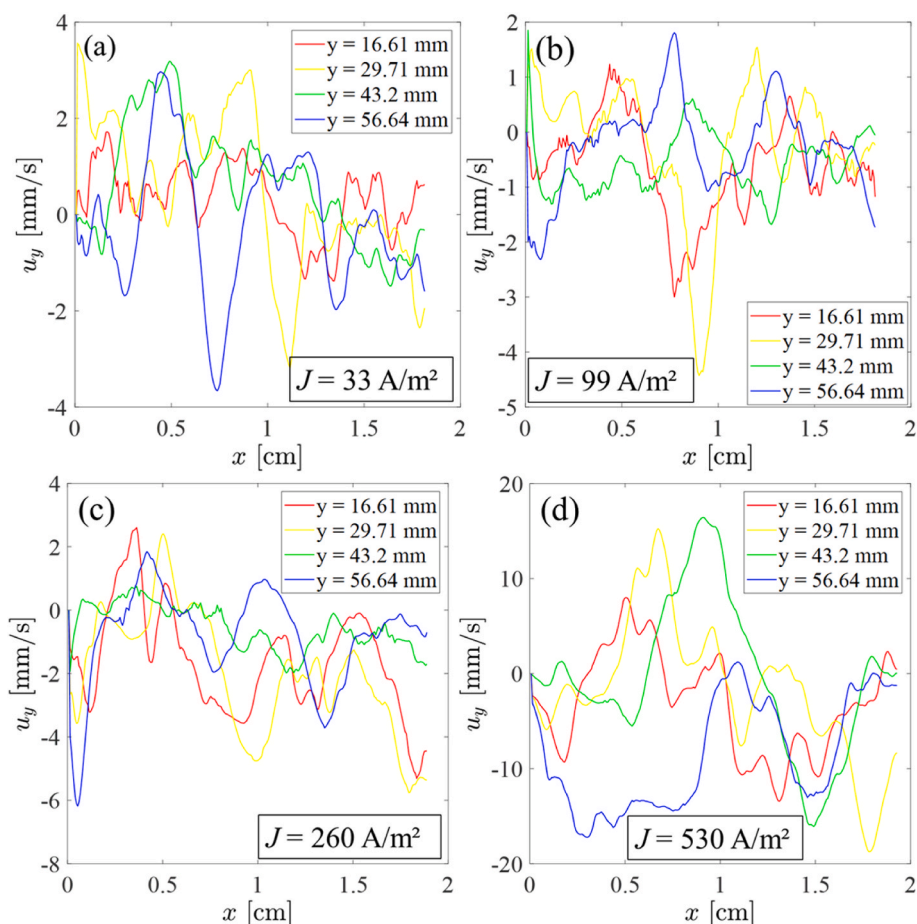 (a)
y = 16.61 mm
y = 29.71 mm
y = 43.2 mm
y = 56.64 mm
J = 33 A/m²
4
2
0
-2
-4
u_y [mm/s]
0
0.5
1
1.5
2
x [cm]
(b)
y = 16.61 mm
y = 29.71 mm
y = 43.2 mm
y = 56.64 mm
J = 99 A/m²
2
1
0
-1
-2
-3
-4
-5
u_y [mm/s]
0
0.5
1
1.5
2
x [cm]
(c)
y = 16.61 mm
y = 29.71 mm
y = 43.2 mm
y = 56.64 mm
J = 260 A/m²
4
2
0
-2
-4
-6
-8
u_y [mm/s]
0
0.5
1
1.5
2
x [cm]
(d)
y = 16.61 mm
y = 29.71 mm
y = 43.2 mm
y = 56.64 mm
J = 530 A/m²
20
10
0
-10
-20
u_y [mm/s]
0
0.5
1
1.5
2
x [cm]